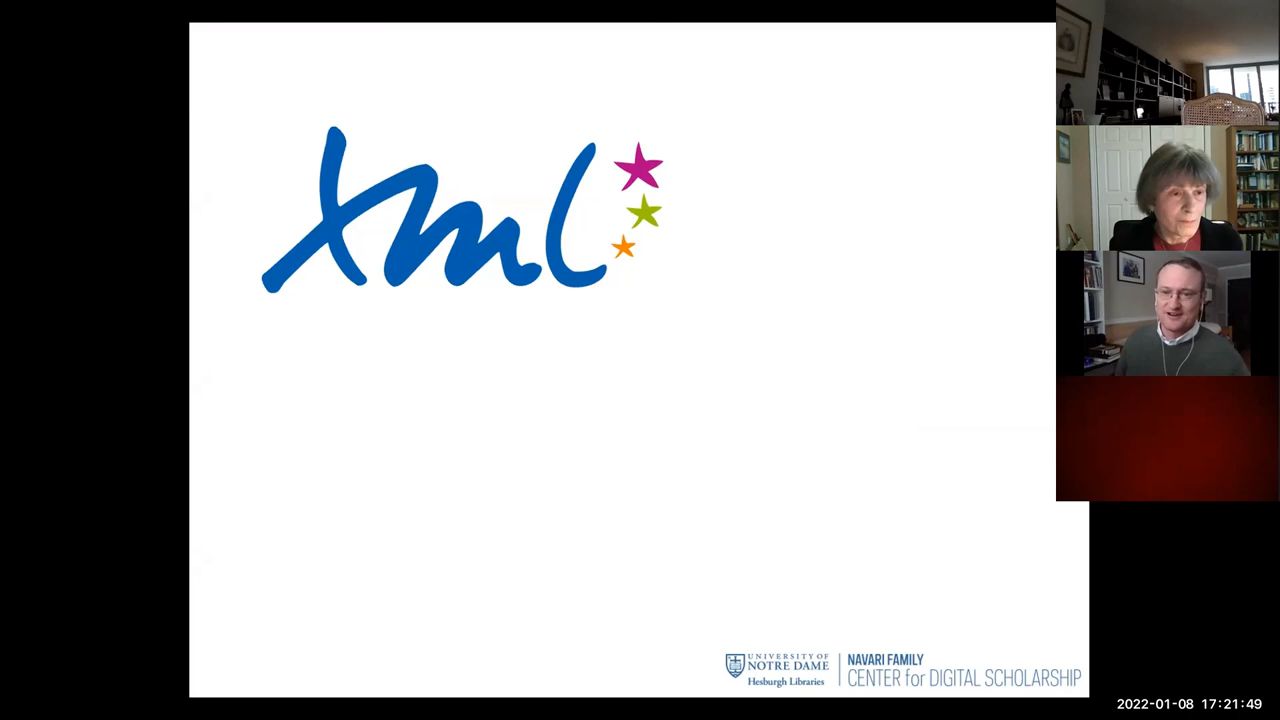 xml
UNIVERSITY OF
NOTRE DAME
Hesburgh Libraries
NAVARI FAMILY
CENTER for DIGITAL SCHOLARSHIP
2022-01-08 17:21:49